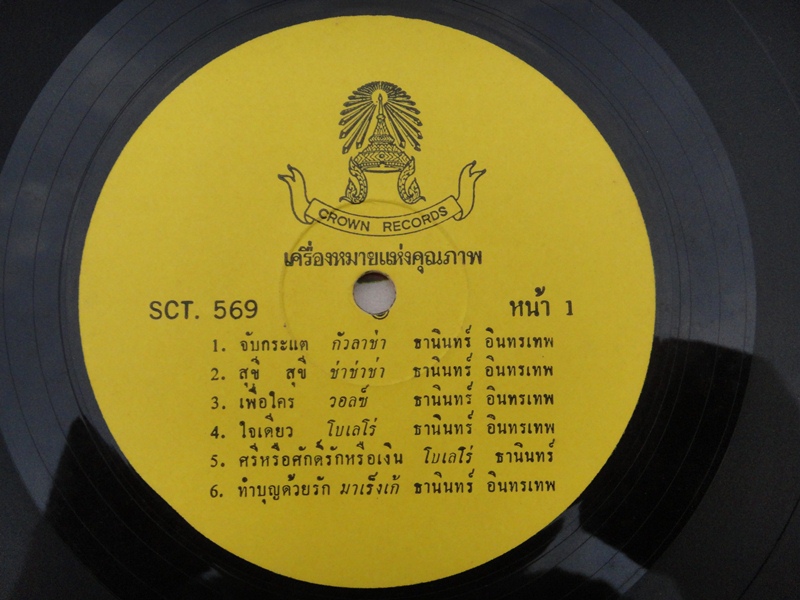 CROWN RECORDS
เครื่องหมายแห่งคุณภาพ
SCT. 569 หน้า 1
1. จับกระแต กัวลาช่า ธานินทร์ อินทรเทพ
2. สุชี สุชี ช่าช่าช่า ธานินทร์ อินทรเทพ
3. เพื่อใคร วอลซ์ ธานินทร์ อินทรเทพ
4. ใจเดียว โบเลโร่ ธานินทร์ อินทรเทพ
5. ศรีหรือศักดิ์รักหรือเงิน โบเลโร่ ธานินทร์
6. ทำบุญด้วยรัก มาเร็งเก้ ธานินทร์ อินทรเทพ